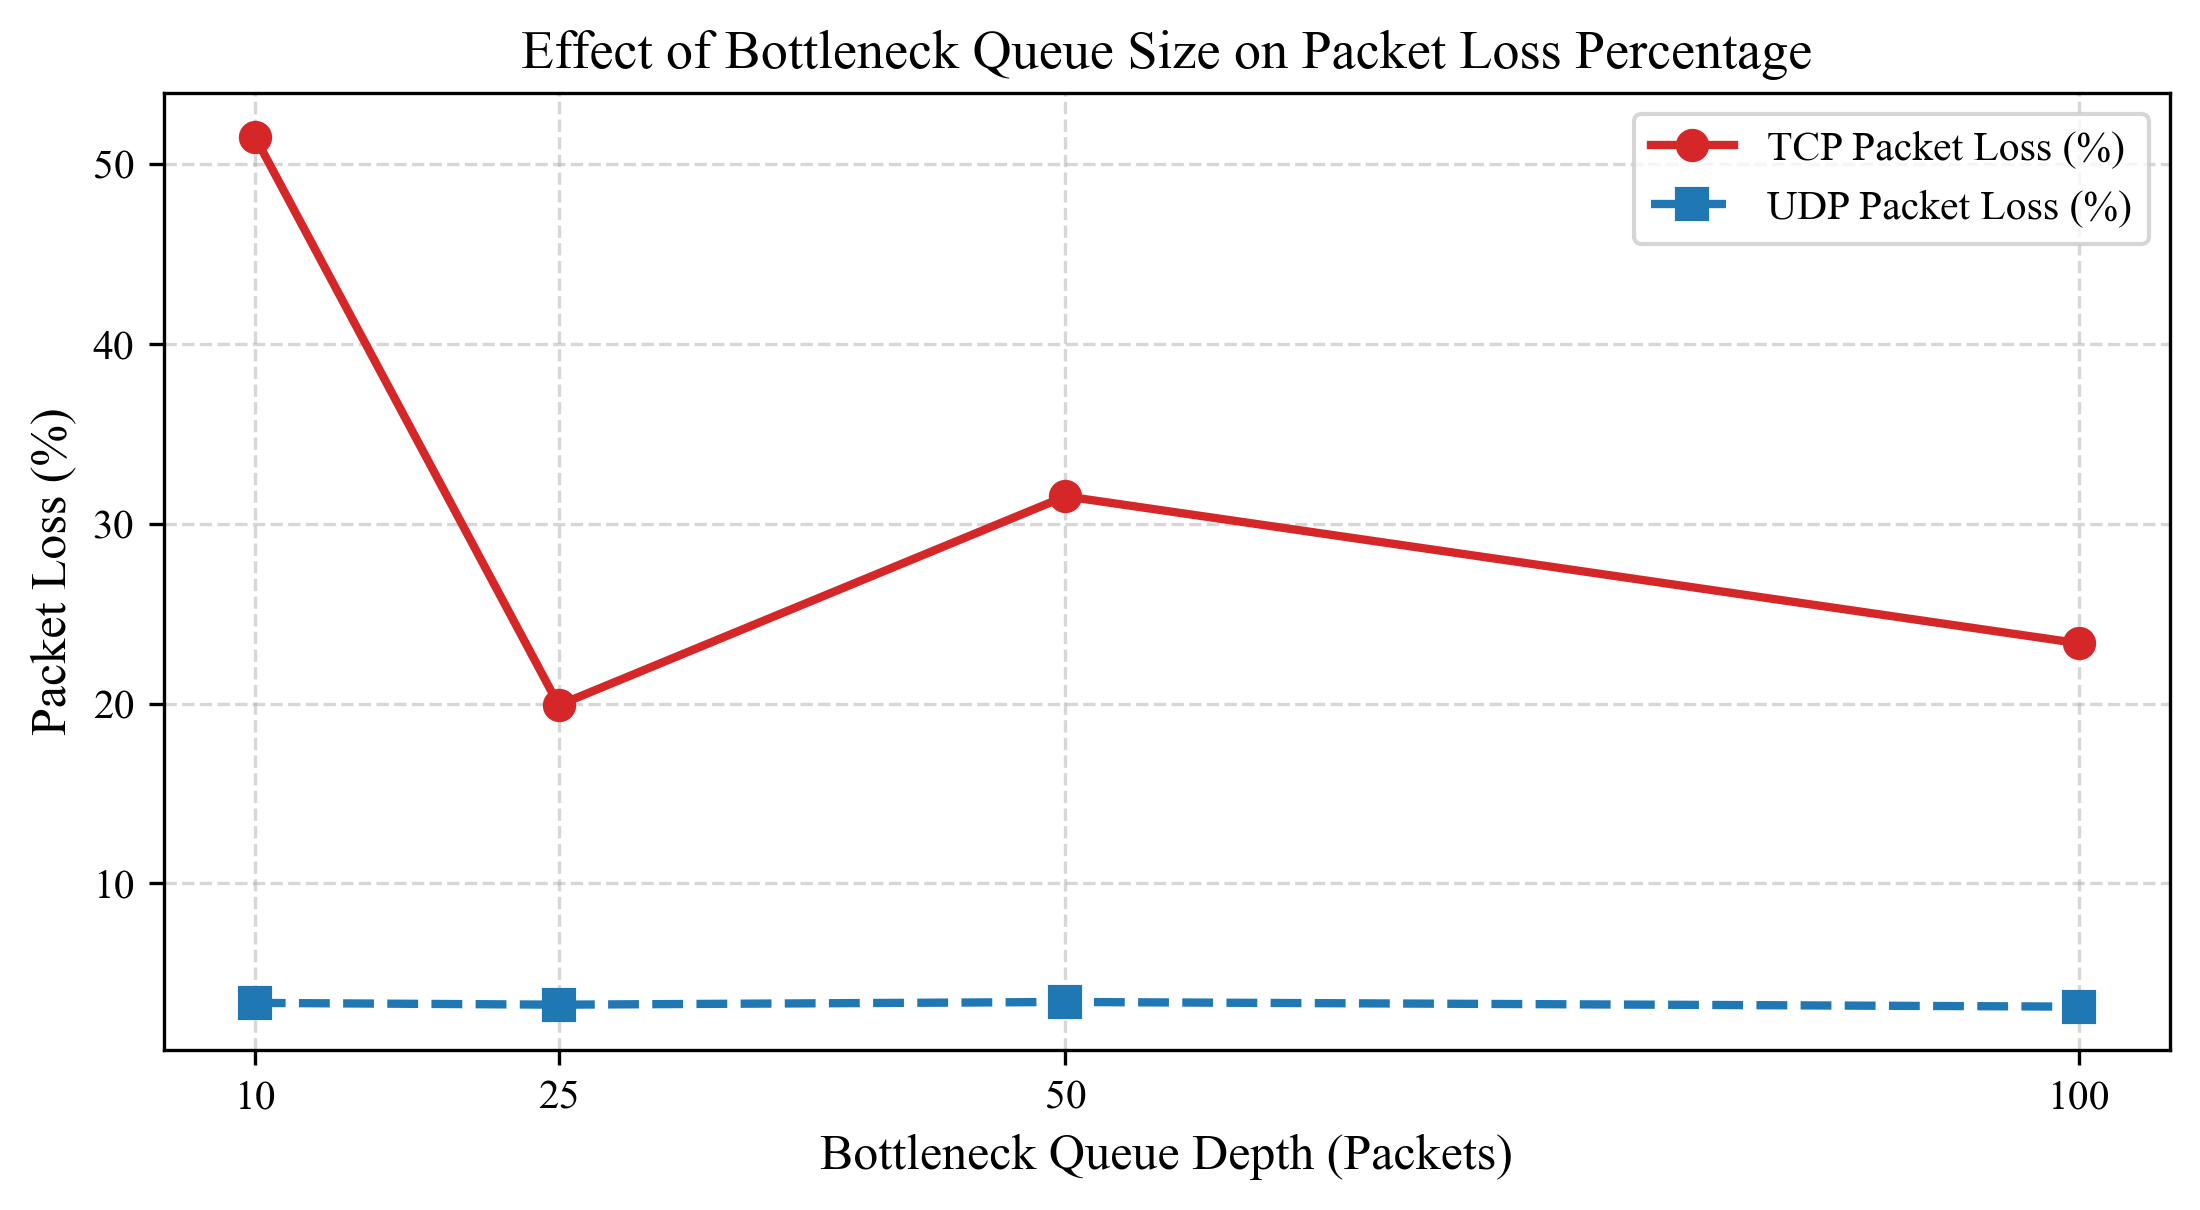 Effect of Bottleneck Queue Size on Packet Loss Percentage
TCP Packet Loss (%)
UDP Packet Loss (%)
Packet Loss (%)
50
40
30
20
10
10 25 50 100
Bottleneck Queue Depth (Packets)